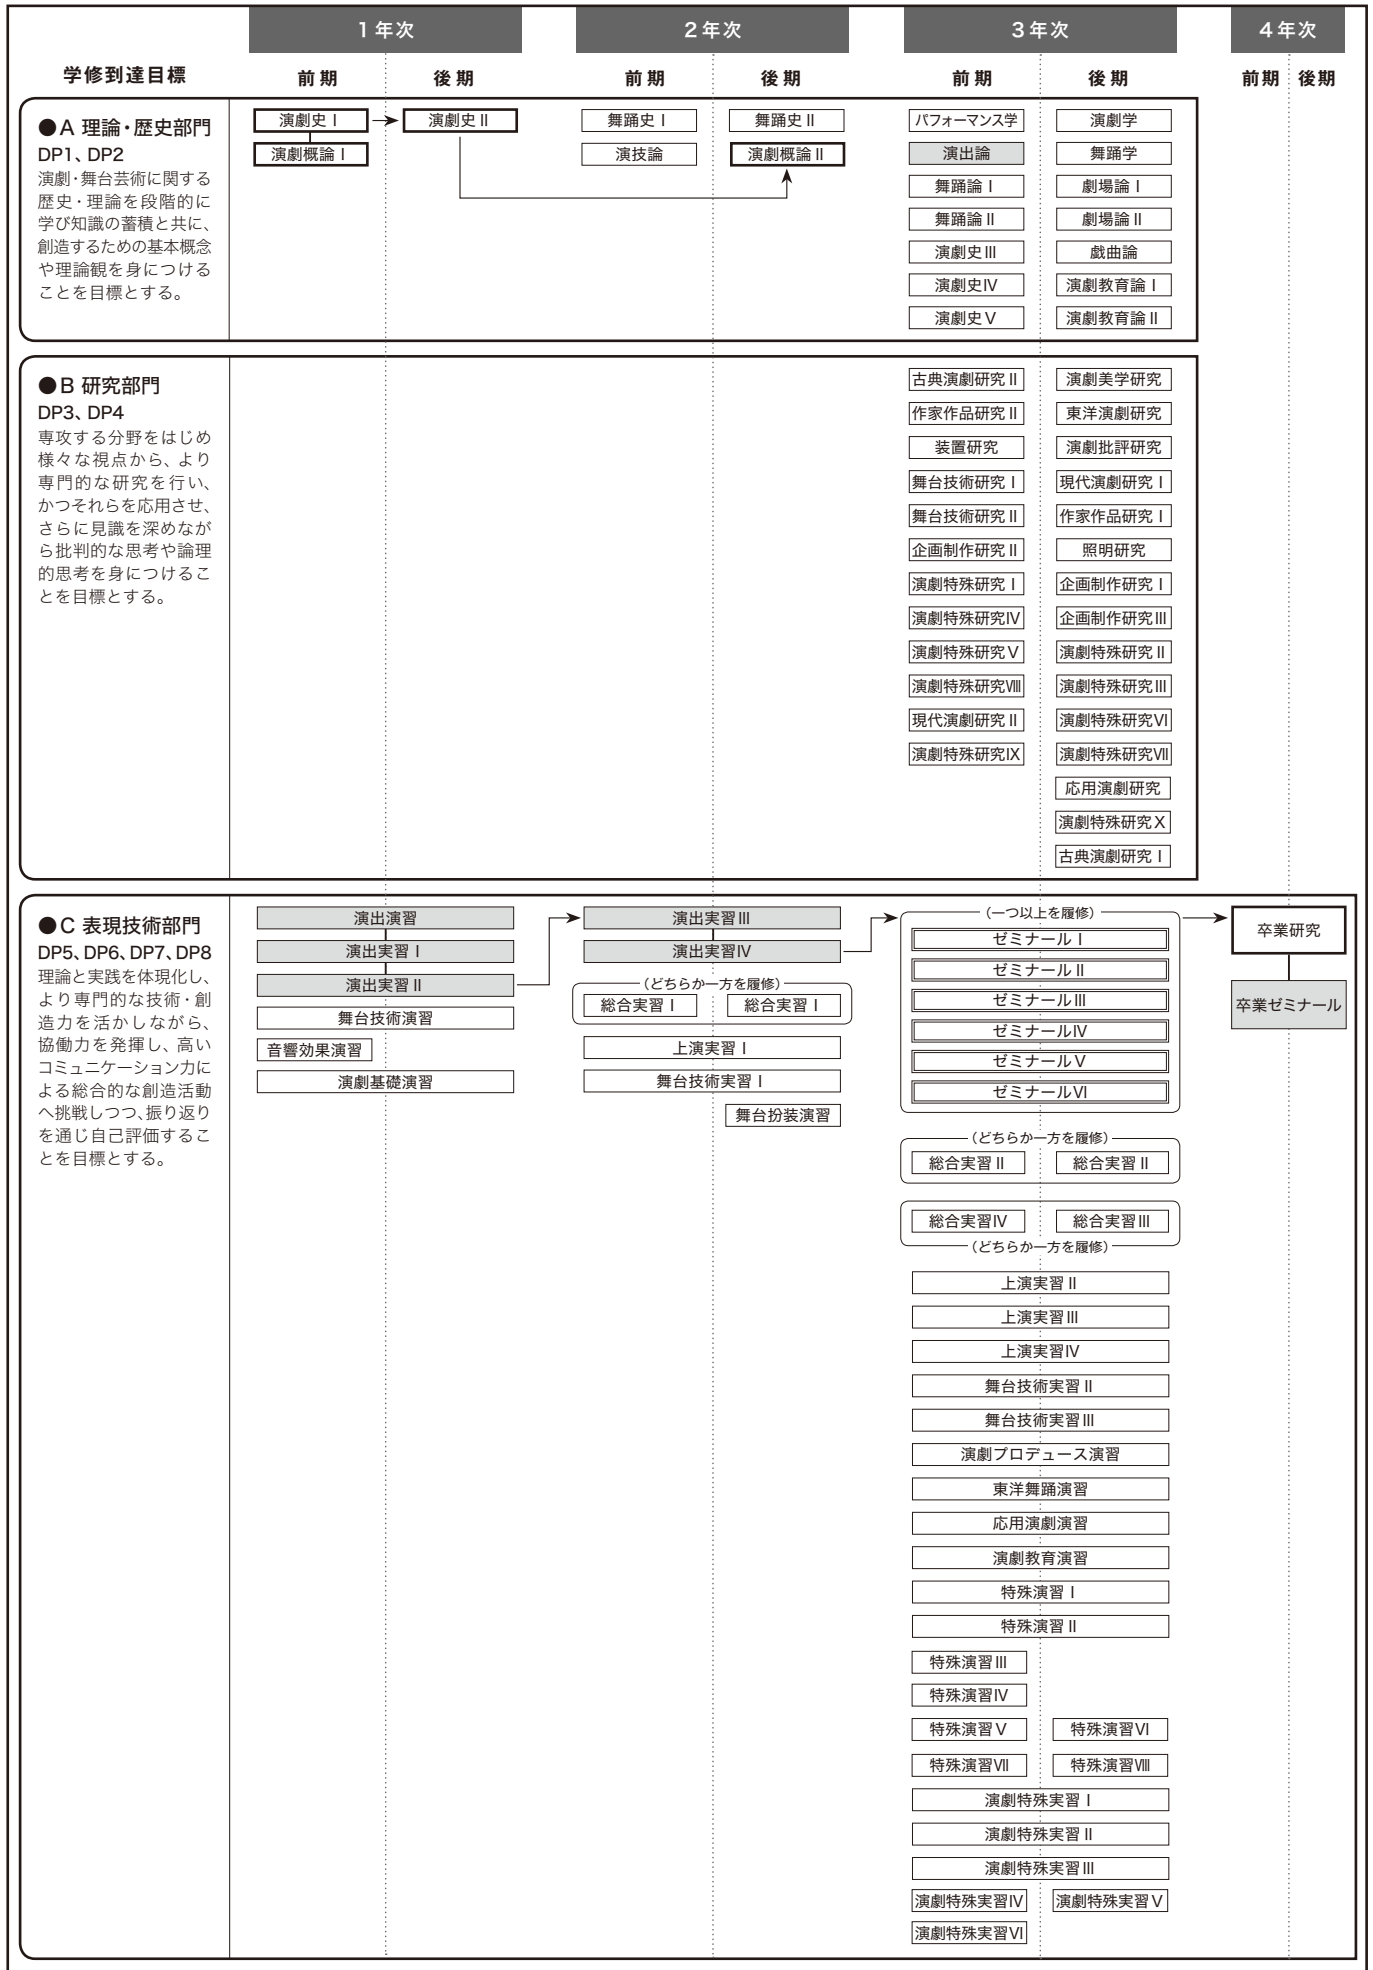 1年次
2年次
3年次
4年次
学修到達目標
前期
後期
前期
後期
前期
後期
前期
後期
●A 理論・歴史部門
DP1、DP2
演劇・舞台芸術に関する
歴史・理論を段階的に
学び知識の蓄積と共に、
創造するための基本概念
や理論観を身につける
ことを目標とする。
演劇史Ⅰ
演劇概論Ⅰ
演劇史Ⅱ
舞踊史Ⅰ
演技論
舞踊史Ⅱ
演劇概論Ⅱ
パフォーマンス学
演出論
舞踊論Ⅰ
舞踊論Ⅱ
演劇史Ⅲ
演劇史Ⅳ
演劇史Ⅴ
演劇学
舞踊学
劇場論Ⅰ
劇場論Ⅱ
戯曲論
演劇教育論Ⅰ
演劇教育論Ⅱ
●B 研究部門
DP3、DP4
専攻する分野をはじめ
様々な視点から、より
専門的な研究を行い、
かつそれらを応用させ、
さらに見識を深めなが
ら批判的な思考や論理
的思考を身につけるこ
とを目標とする。
古典演劇研究Ⅱ
作家作品研究Ⅱ
装置研究
舞台技術研究Ⅰ
舞台技術研究Ⅱ
企画制作研究Ⅱ
演劇特殊研究Ⅰ
演劇特殊研究Ⅳ
演劇特殊研究Ⅴ
演劇特殊研究Ⅷ
現代演劇研究Ⅱ
演劇特殊研究Ⅸ
演劇美学研究
東洋演劇研究
演劇批評研究
現代演劇研究Ⅰ
作家作品研究Ⅰ
照明研究
企画制作研究Ⅰ
企画制作研究Ⅲ
演劇特殊研究Ⅱ
演劇特殊研究Ⅲ
演劇特殊研究Ⅵ
演劇特殊研究Ⅶ
応用演劇研究
演劇特殊研究Ⅹ
古典演劇研究Ⅰ
●C 表現技術部門
DP5、DP6、DP7、DP8
理論と実践を体現化し、
より専門的な技術・創
造力を活かしながら、
協働力を発揮し、高い
コミュニケーション力に
よる総合的な創造活動
へ挑戦しつつ、振り返り
を通じ自己評価するこ
とを目標とする。
演出演習
演出実習Ⅰ
演出実習Ⅱ
舞台技術演習
音響効果演習
演劇基礎演習
演出実習Ⅲ
演出実習Ⅳ
（どちらか一方を履修）
総合実習Ⅰ
総合実習Ⅰ
上演実習Ⅰ
舞台技術実習Ⅰ
舞台扮装演習
（一つ以上を履修）
ゼミナールⅠ
ゼミナールⅡ
ゼミナールⅢ
ゼミナールⅣ
ゼミナールⅤ
ゼミナールⅥ
（どちらか一方を履修）
総合実習Ⅱ
総合実習Ⅱ
総合実習Ⅳ
総合実習Ⅲ
（どちらか一方を履修）
上演実習Ⅱ
上演実習Ⅲ
上演実習Ⅳ
舞台技術実習Ⅱ
舞台技術実習Ⅲ
演劇プロデュース演習
東洋舞踊演習
応用演劇演習
演劇教育演習
特殊演習Ⅰ
特殊演習Ⅱ
特殊演習Ⅲ
特殊演習Ⅳ
特殊演習Ⅴ
特殊演習Ⅵ
特殊演習Ⅶ
特殊演習Ⅷ
演劇特殊実習Ⅰ
演劇特殊実習Ⅱ
演劇特殊実習Ⅲ
演劇特殊実習Ⅳ
演劇特殊実習Ⅴ
演劇特殊実習Ⅵ
卒業研究
卒業ゼミナール